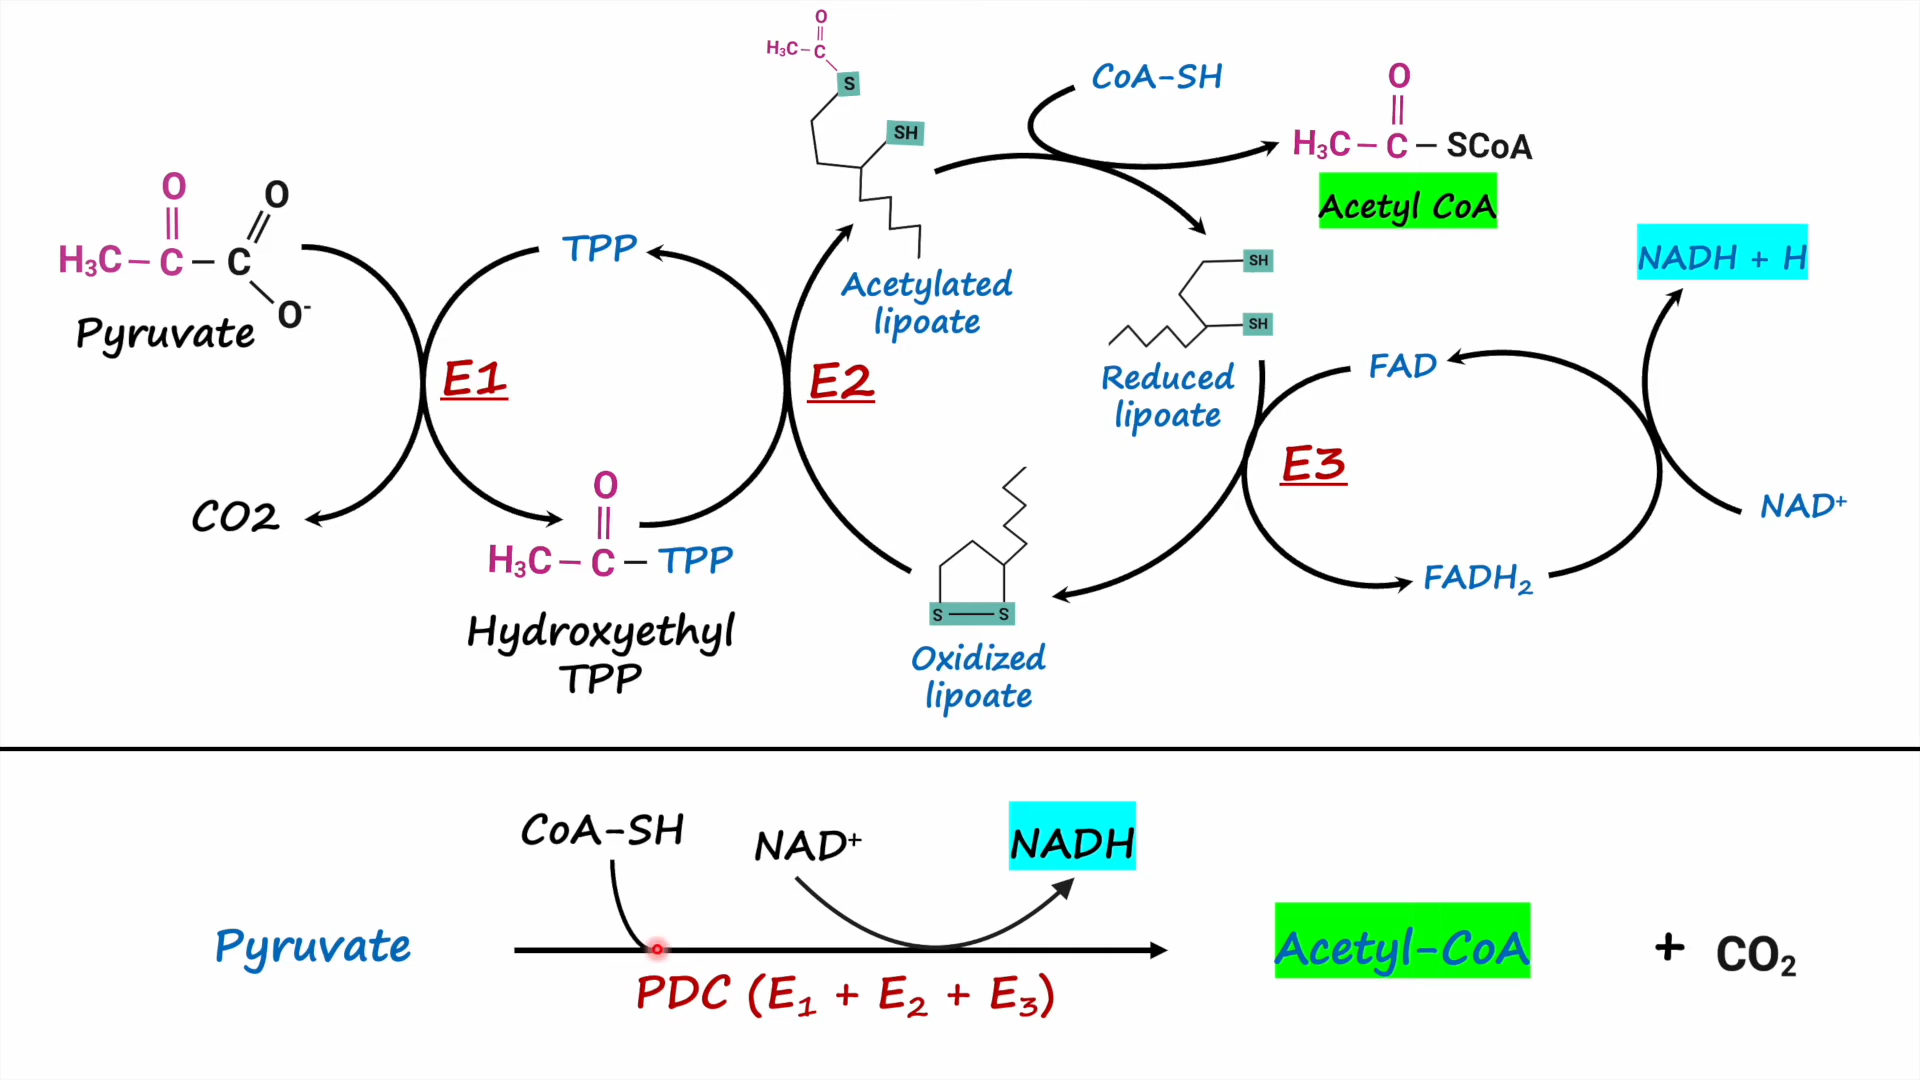 O
H₃C–C
S
SH
CoA-SH
O
H₃C – C – SCoA
Acetyl CoA
O
O
H₃C – C – C
O⁻
Pyruvate
TPP
Acetylated
lipoate
SH
SH
Reduced
lipoate
NADH + H
FAD
E1
E2
E3
NAD⁺
CO2
O
H₃C – C – TPP
FADH₂
Hydroxyethyl
TPP
S S
Oxidized
lipoate
CoA-SH
NAD⁺
NADH
Pyruvate
Acetyl-CoA
+ CO₂
PDC (E₁ + E₂ + E₃)